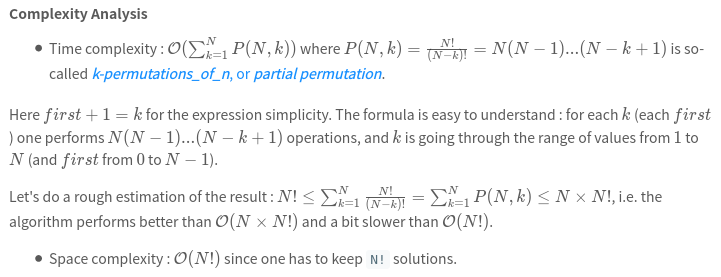 Complexity Analysis
• Time complexity : $\mathcal{O}(\sum_{k=1}^{N} P(N, k))$ where $P(N, k) = \frac{N!}{(N-k)!} = N(N-1)...(N-k+1)$ is so-
called k-permutations_of_n, or partial permutation.
Here $first + 1 = k$ for the expression simplicity. The formula is easy to understand : for each $k$ (each $first$
) one performs $N(N-1)...(N-k+1)$ operations, and $k$ is going through the range of values from $1$ to
$N$ (and $first$ from $0$ to $N-1$).
Let's do a rough estimation of the result : $N! \leq \sum_{k=1}^{N} \frac{N!}{(N-k)!} = \sum_{k=1}^{N} P(N, k) \leq N \times N!$, i.e. the
algorithm performs better than $\mathcal{O}(N \times N!)$ and a bit slower than $\mathcal{O}(N!)$.
• Space complexity : $\mathcal{O}(N!)$ since one has to keep N! solutions.